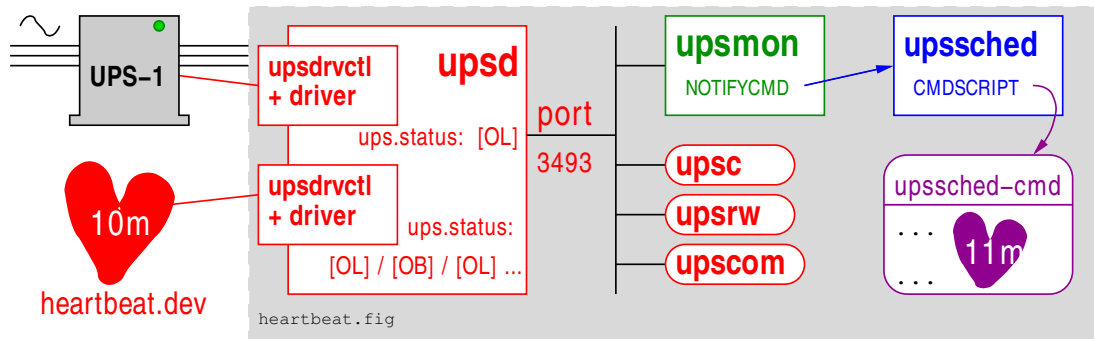 UPS-1
upsdrvctl
+ driver
upsd
ups.status: [OL]
port
3493
upsmon
NOTIFYCMD
upssched
CMDSCRIPT
10m
heartbeat.dev
upsdrvctl
+ driver
ups.status:
[OL] / [OB] / [OL] ...
upsc
upsrw
upscom
upssched-cmd
. . .
11m
. . .
heartbeat.fig